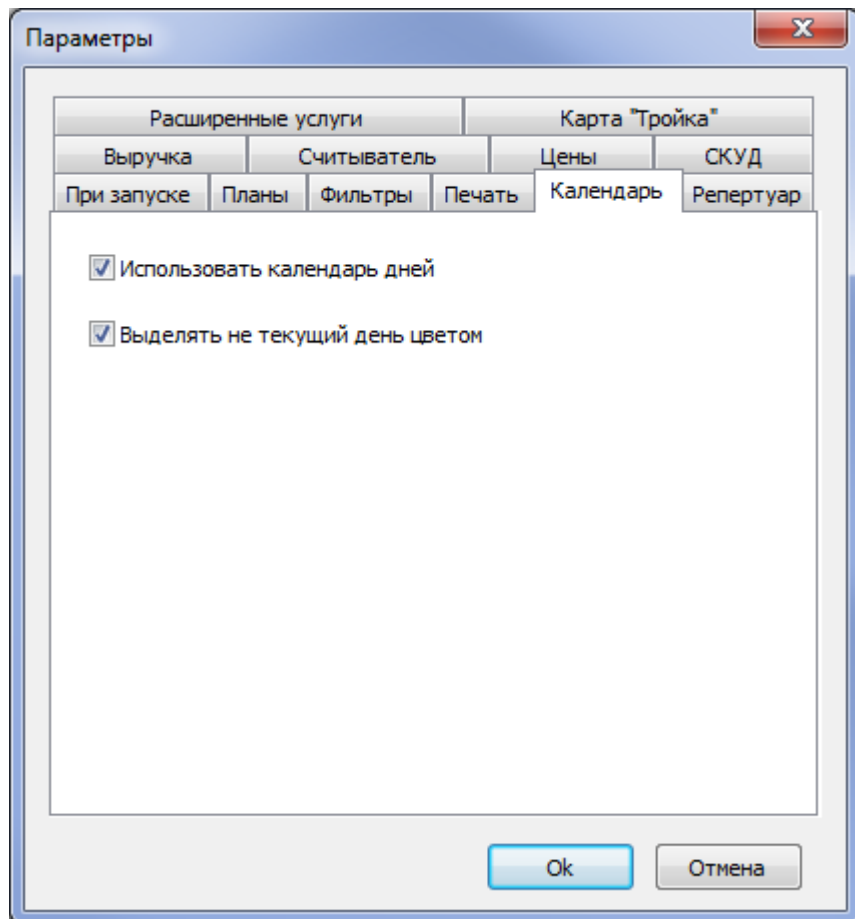 Параметры
Расширенные услуги Карта "Тройка"
Выручка Считыватель Цены СКУД
При запуске Планы Фильтры Печать Календарь Репертуар
Использовать календарь дней
Выделять не текущий день цветом
Ok Отмена